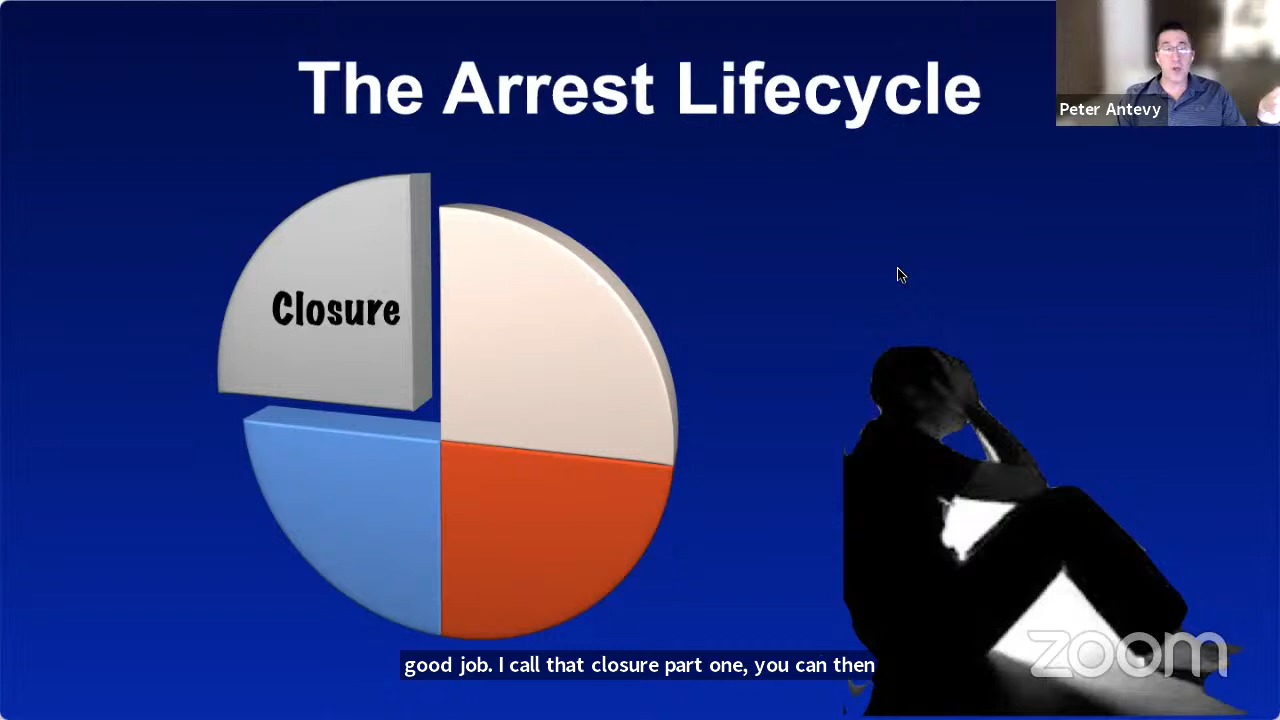 The Arrest Lifecycle
Peter Antevy
Closure
good job. I call that closure part one, you can then
zoom